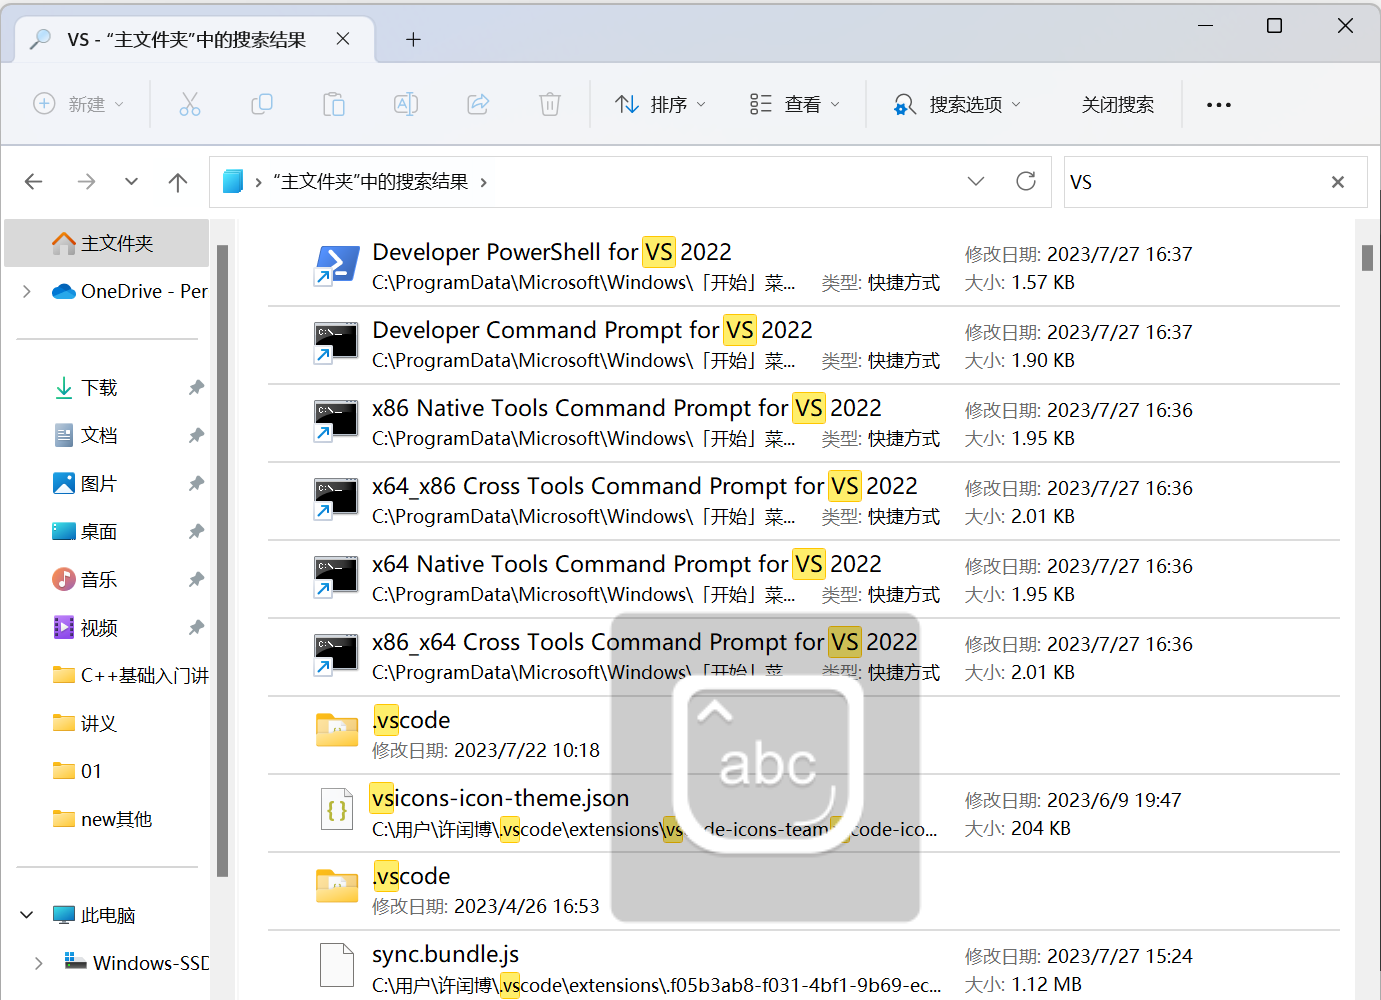 VS - “主文件夹”中的搜索结果
新建
排序
查看
搜索选项
关闭搜索
“主文件夹”中的搜索结果
VS
主文件夹
OneDrive - Per
下载
文档
图片
桌面
音乐
视频
C++基础入门讲
讲义
01
new其他
此电脑
Windows-SSD
Developer PowerShell for VS 2022
修改日期: 2023/7/27 16:37
C:\ProgramData\Microsoft\Windows\「开始」菜... 类型: 快捷方式
大小: 1.57 KB
Developer Command Prompt for VS 2022
修改日期: 2023/7/27 16:37
C:\ProgramData\Microsoft\Windows\「开始」菜... 类型: 快捷方式
大小: 1.90 KB
x86 Native Tools Command Prompt for VS 2022
修改日期: 2023/7/27 16:36
C:\ProgramData\Microsoft\Windows\「开始」菜... 类型: 快捷方式
大小: 1.95 KB
x64_x86 Cross Tools Command Prompt for VS 2022
修改日期: 2023/7/27 16:36
C:\ProgramData\Microsoft\Windows\「开始」菜... 类型: 快捷方式
大小: 2.01 KB
x64 Native Tools Command Prompt for VS 2022
修改日期: 2023/7/27 16:36
C:\ProgramData\Microsoft\Windows\「开始」菜... 类型: 快捷方式
大小: 1.95 KB
x86_x64 Cross Tools Command Prompt for VS 2022
修改日期: 2023/7/27 16:36
C:\ProgramData\Microsoft\Windows\「开始」菜... 类型: 快捷方式
大小: 2.01 KB
.vscode
修改日期: 2023/7/22 10:18
abc
vsicons-icon-theme.json
修改日期: 2023/6/9 19:47
C:\用户\许闰博\.vscode\extensions\vs de-icons-team code-ico...
大小: 204 KB
.vscode
修改日期: 2023/4/26 16:53
sync.bundle.js
修改日期: 2023/7/27 15:24
C:\用户\许闰博\.vscode\extensions\.f05b3ab8-f031-4bf1-9b69-ec...
大小: 1.12 MB